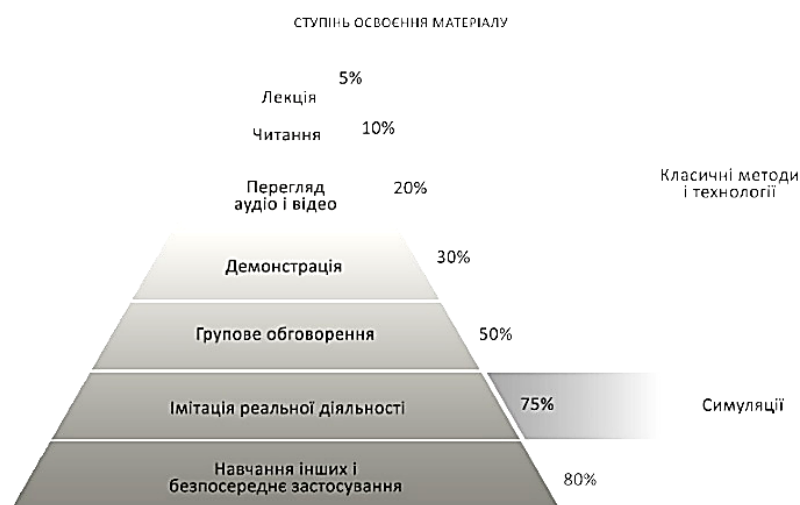 СТУПІНЬ ОСВОЄННЯ МАТЕРІАЛУ
5%
Лекція
Читання
10%
Перегляд
аудіо і відео
20%
Класичні методи
і технології
Демонстрація
30%
Групове обговорення
50%
Імітація реальної діяльності
75%
Симуляції
Навчання інших і
безпосереднє застосування
80%